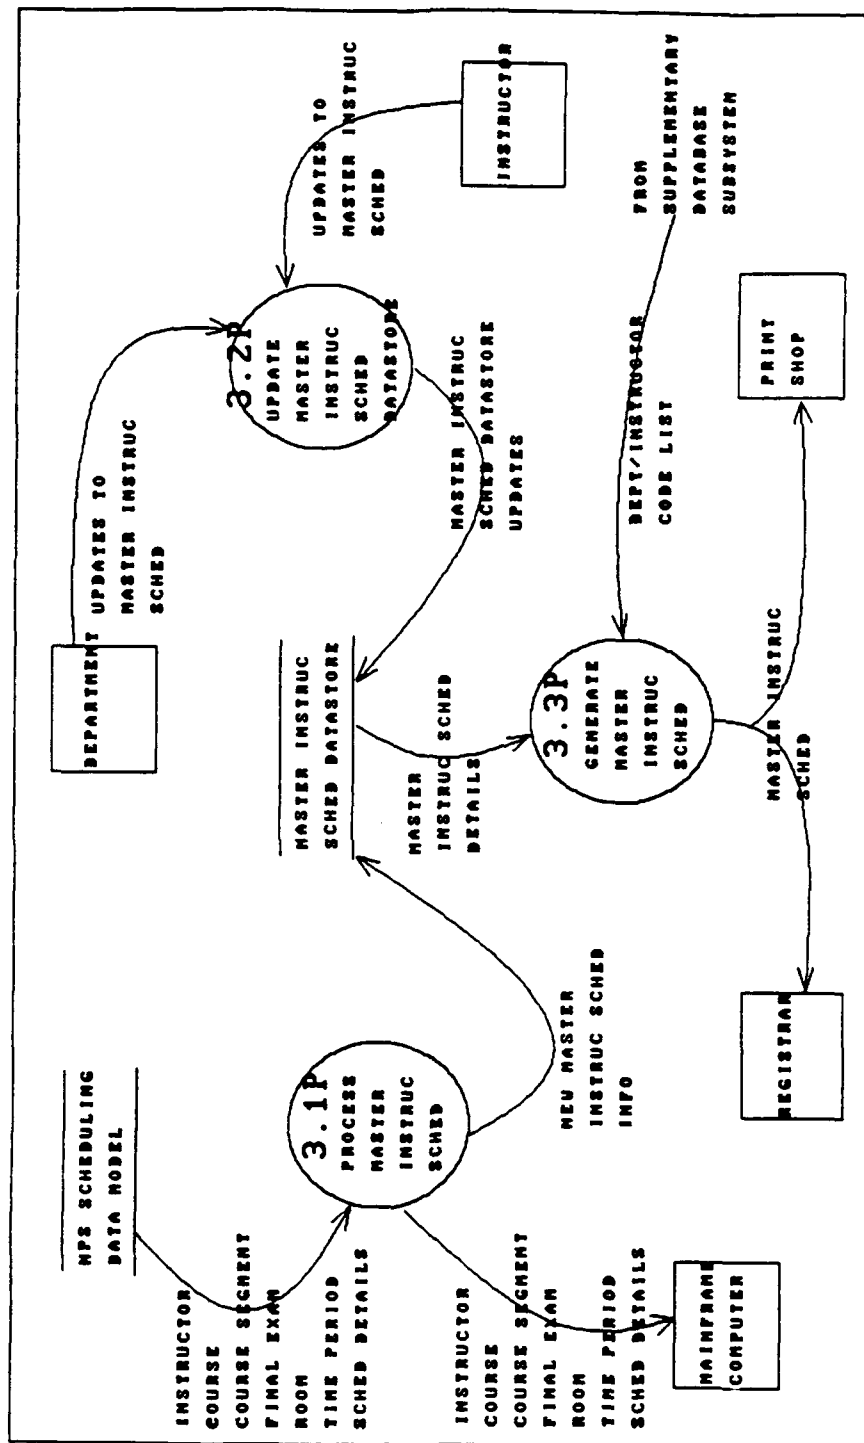 NPS SCHEDULING
DATA MODEL
INSTRUCTOR
COURSE
COURSE SEGMENT
FINAL EXAM
ROOM
TIME PERIOD
SCHED DETAILS
3.1P
PROCESS
MASTER
INSTRUC
SCHED
INSTRUCTOR
COURSE
COURSE SEGMENT
FINAL EXAM
ROOM
TIME PERIOD
SCHED DETAILS
MAINFRAME
COMPUTER
NEW MASTER
INSTRUC SCHED
INFO
DEPARTMENT
UPDATES TO
MASTER INSTRUC
SCHED
3.2P
UPDATE
MASTER
INSTRUC
SCHED
DATASTORE
UPDATES TO
MASTER INSTRUC
SCHED
INSTRUCTOR
MASTER INSTRUC
SCHED DATASTORE
UPDATES
MASTER INSTRUC
SCHED DATASTORE
MASTER
INSTRUC SCHED
DETAILS
3.3P
GENERATE
MASTER
INSTRUC
SCHED
DEPT/INSTRUCTOR
CODE LIST
FROM
SUPPLEMENTARY
DATABASE
SUBSYSTEM
MASTER INSTRUC
SCHED
REGISTRAR
PRINT
SHOP